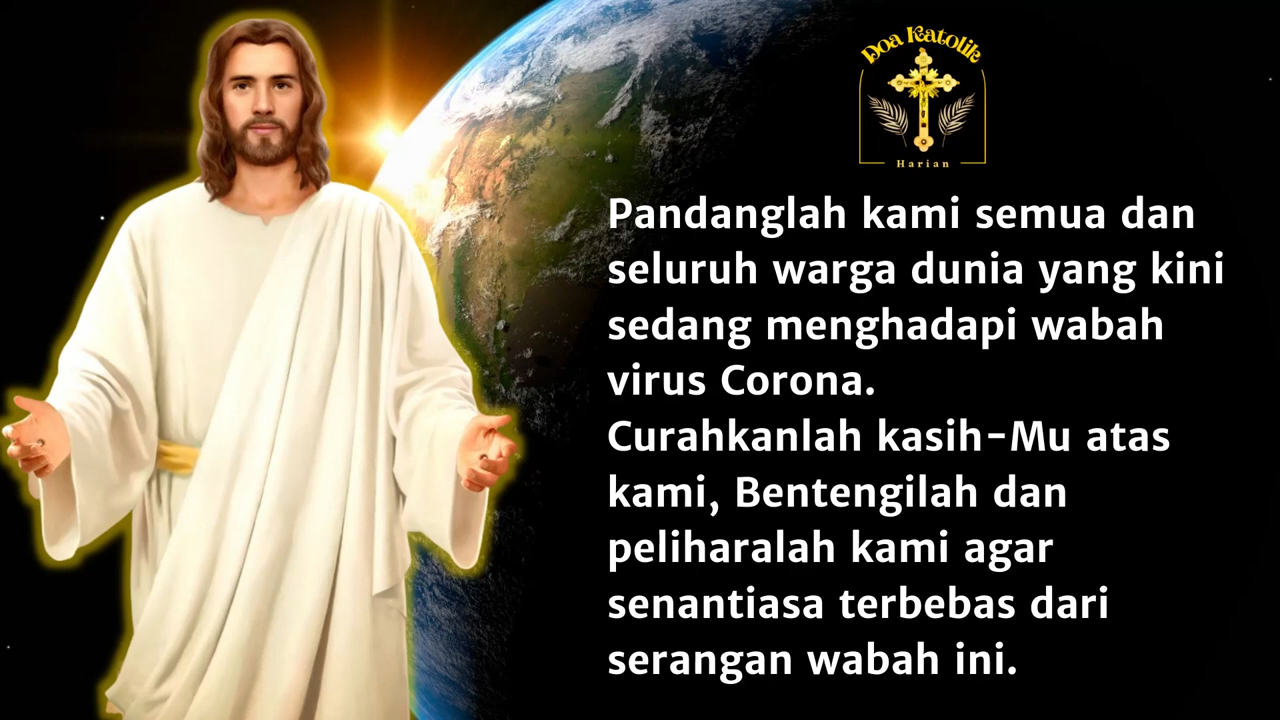 Doa Katolik
Harian
Pandanglah kami semua dan
seluruh warga dunia yang kini
sedang menghadapi wabah
virus Corona.
Curahkanlah kasih-Mu atas
kami, Bentengilah dan
peliharalah kami agar
senantiasa terbebas dari
serangan wabah ini.